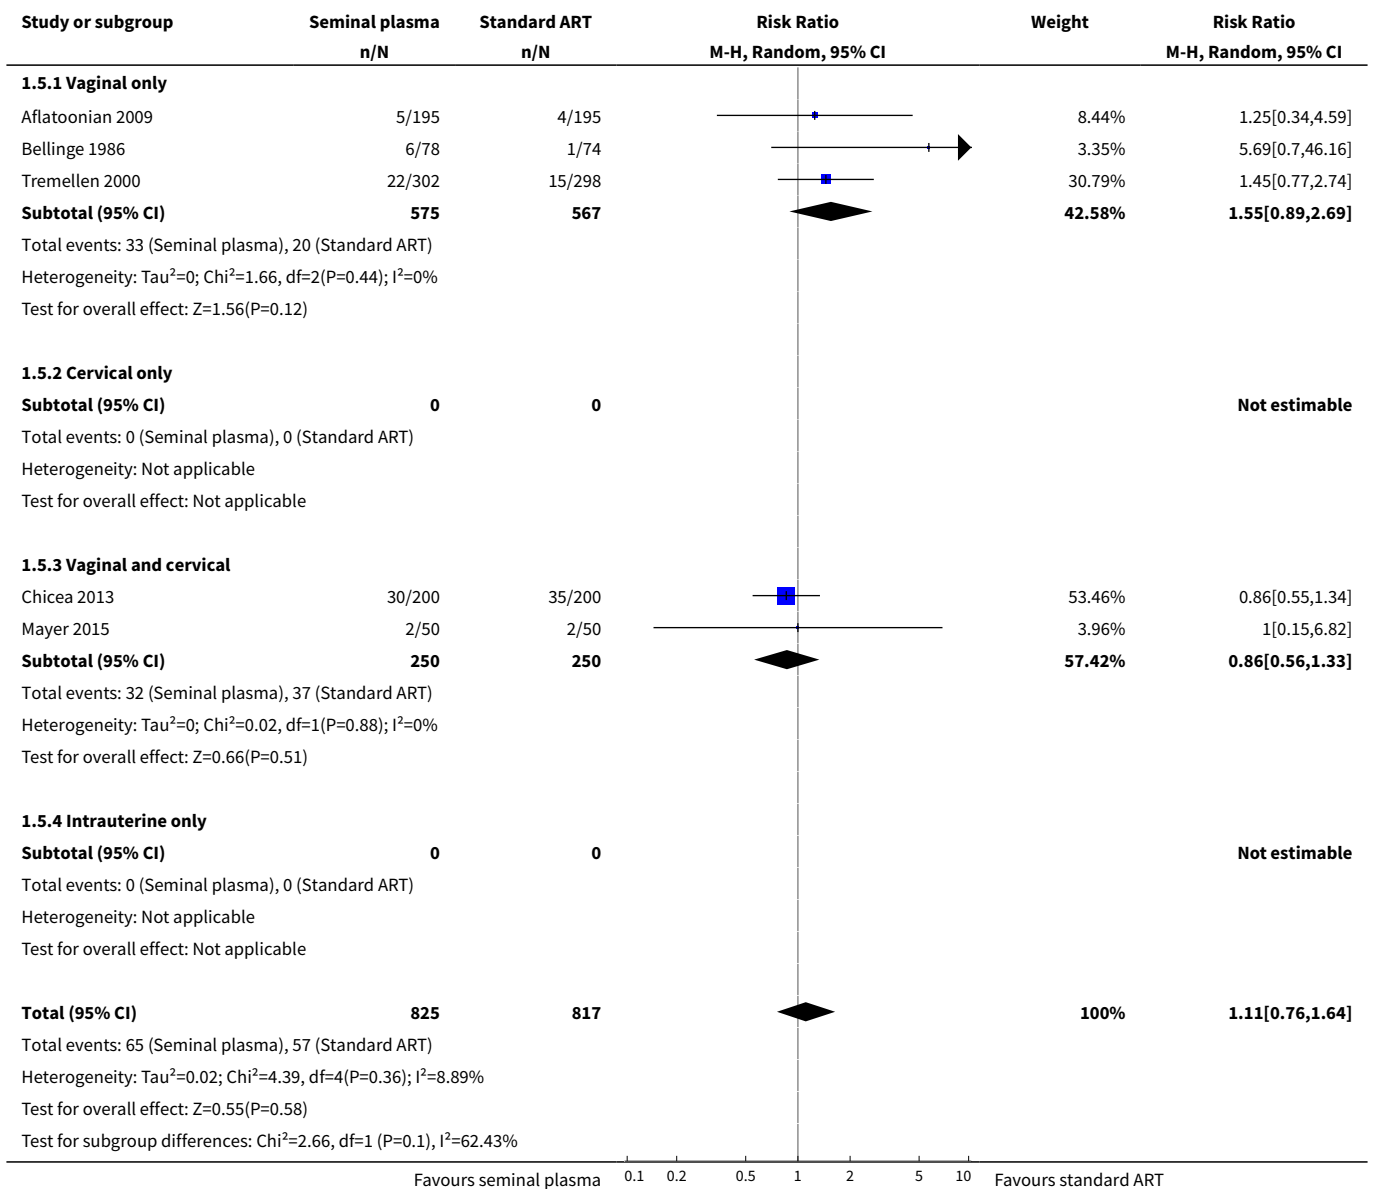 Study or subgroup Seminal plasma Standard ART Risk Ratio Weight Risk Ratio
n/N n/N M-H, Random, 95% CI M-H, Random, 95% CI
1.5.1 Vaginal only
Aflatoonian 2009 5/195 4/195 8.44% 1.25[0.34,4.59]
Bellinge 1986 6/78 1/74 3.35% 5.69[0.7,46.16]
Tremellen 2000 22/302 15/298 30.79% 1.45[0.77,2.74]
Subtotal (95% CI) 575 567 42.58% 1.55[0.89,2.69]
Total events: 33 (Seminal plasma), 20 (Standard ART)
Heterogeneity: Tau²=0; Chi²=1.66, df=2(P=0.44); I²=0%
Test for overall effect: Z=1.56(P=0.12)
1.5.2 Cervical only
Subtotal (95% CI) 0 0 Not estimable
Total events: 0 (Seminal plasma), 0 (Standard ART)
Heterogeneity: Not applicable
Test for overall effect: Not applicable
1.5.3 Vaginal and cervical
Chicea 2013 30/200 35/200 53.46% 0.86[0.55,1.34]
Mayer 2015 2/50 2/50 3.96% 1[0.15,6.82]
Subtotal (95% CI) 250 250 57.42% 0.86[0.56,1.33]
Total events: 32 (Seminal plasma), 37 (Standard ART)
Heterogeneity: Tau²=0; Chi²=0.02, df=1(P=0.88); I²=0%
Test for overall effect: Z=0.66(P=0.51)
1.5.4 Intrauterine only
Subtotal (95% CI) 0 0 Not estimable
Total events: 0 (Seminal plasma), 0 (Standard ART)
Heterogeneity: Not applicable
Test for overall effect: Not applicable
Total (95% CI) 825 817 100% 1.11[0.76,1.64]
Total events: 65 (Seminal plasma), 57 (Standard ART)
Heterogeneity: Tau²=0.02; Chi²=4.39, df=4(P=0.36); I²=8.89%
Test for overall effect: Z=0.55(P=0.58)
Test for subgroup differences: Chi²=2.66, df=1 (P=0.1), I²=62.43%
Favours seminal plasma 0.1 0.2 0.5 1 2 5 10 Favours standard ART